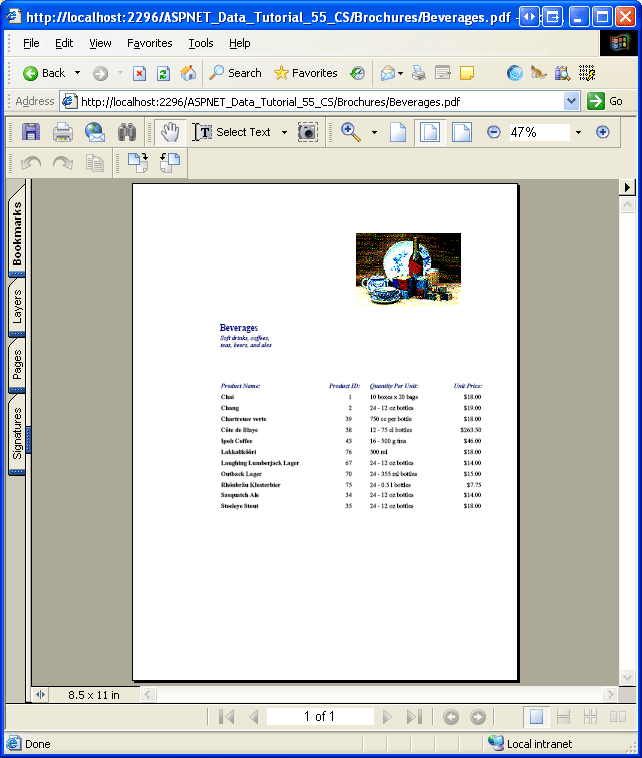 http://localhost:2296/ASPNET_Data_Tutorial_55_CS/Brochures/Beverages.pdf -
File Edit View Favorites Tools Help
Back Search Favorites
Address http://localhost:2296/ASPNET_Data_Tutorial_55_CS/Brochures/Beverages.pdf Go
Select Text 47%
Bookmarks
Layers
Pages
Signatures
Beverages
Soft drinks, coffees,
teas, beers, and ales
Product Name: Product ID: Quantity Per Unit: Unit Price:
Chai 1 10 boxes x 20 bags $18.00
Chang 2 24 - 12 oz bottles $19.00
Chartreuse verte 39 750 cc per bottle $18.00
Côte de Blaye 38 12 - 75 cl bottles $263.50
Ipoh Coffee 43 16 - 500 g tins $46.00
Lakkalikööri 76 500 ml $18.00
Laughing Lumberjack Lager 67 24 - 12 oz bottles $14.00
Outback Lager 70 24 - 355 ml bottles $15.00
Rhönbräu Klosterbier 75 24 - 0.5 l bottles $7.75
Sasquatch Ale 34 24 - 12 oz bottles $14.00
Steeleye Stout 35 24 - 12 oz bottles $18.00
8.5 x 11 in
1 of 1
Done Local intranet